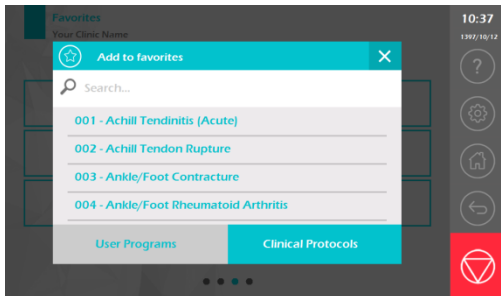 Favorites
Your Clinic Name
10:37
1397/10/12
Add to favorites
Search...
001 - Achill Tendinitis (Acute)
002 - Achill Tendon Rupture
003 - Ankle/Foot Contracture
004 - Ankle/Foot Rheumatoid Arthritis
User Programs
Clinical Protocols